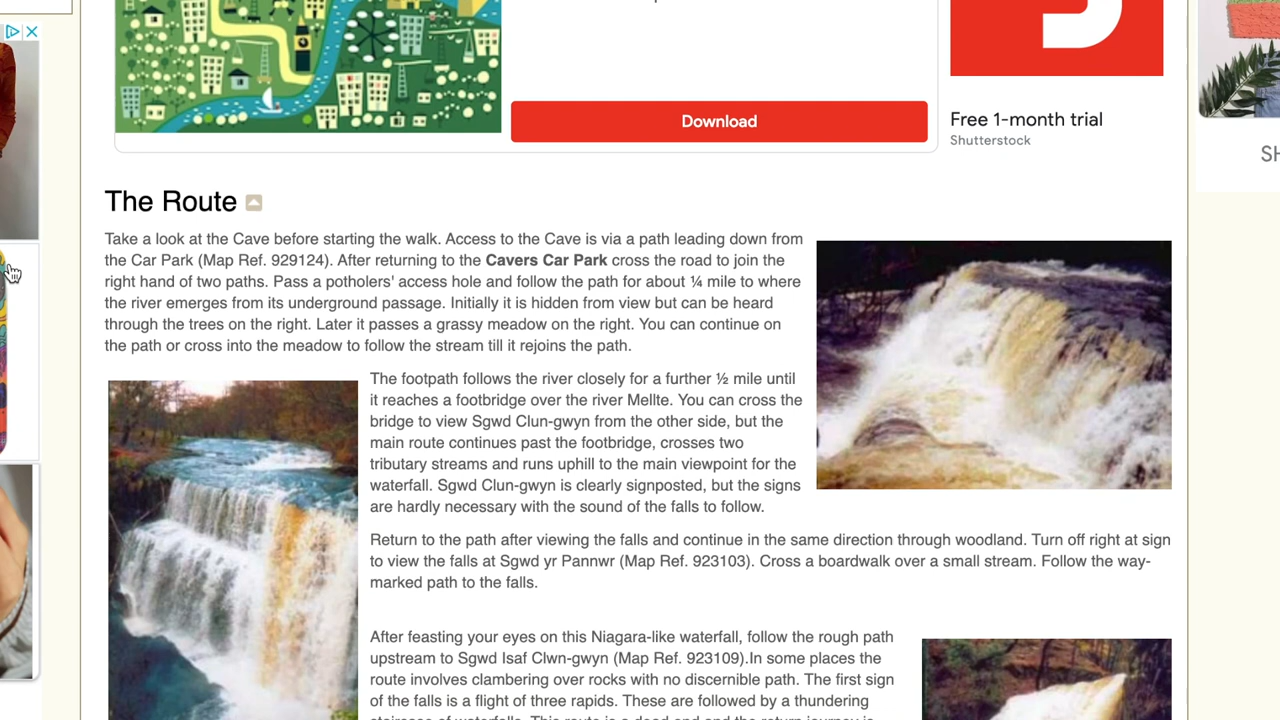 Download
Free 1-month trial
Shutterstock
The Route
Take a look at the Cave before starting the walk. Access to the Cave is via a path leading down from
the Car Park (Map Ref. 929124). After returning to the Cavers Car Park cross the road to join the
right hand of two paths. Pass a potholers' access hole and follow the path for about ¼ mile to where
the river emerges from its underground passage. Initially it is hidden from view but can be heard
through the trees on the right. Later it passes a grassy meadow on the right. You can continue on
the path or cross into the meadow to follow the stream till it rejoins the path.
The footpath follows the river closely for a further ½ mile until
it reaches a footbridge over the river Mellte. You can cross the
bridge to view Sgwd Clun-gwyn from the other side, but the
main route continues past the footbridge, crosses two
tributary streams and runs uphill to the main viewpoint for the
waterfall. Sgwd Clun-gwyn is clearly signposted, but the signs
are hardly necessary with the sound of the falls to follow.
Return to the path after viewing the falls and continue in the same direction through woodland. Turn off right at sign
to view the falls at Sgwd yr Pannwr (Map Ref. 923103). Cross a boardwalk over a small stream. Follow the way-
marked path to the falls.
After feasting your eyes on this Niagara-like waterfall, follow the rough path
upstream to Sgwd Isaf Clwn-gwyn (Map Ref. 923109).In some places the
route involves clambering over rocks with no discernible path. The first sign
of the falls is a flight of three rapids. These are followed by a thundering
SH